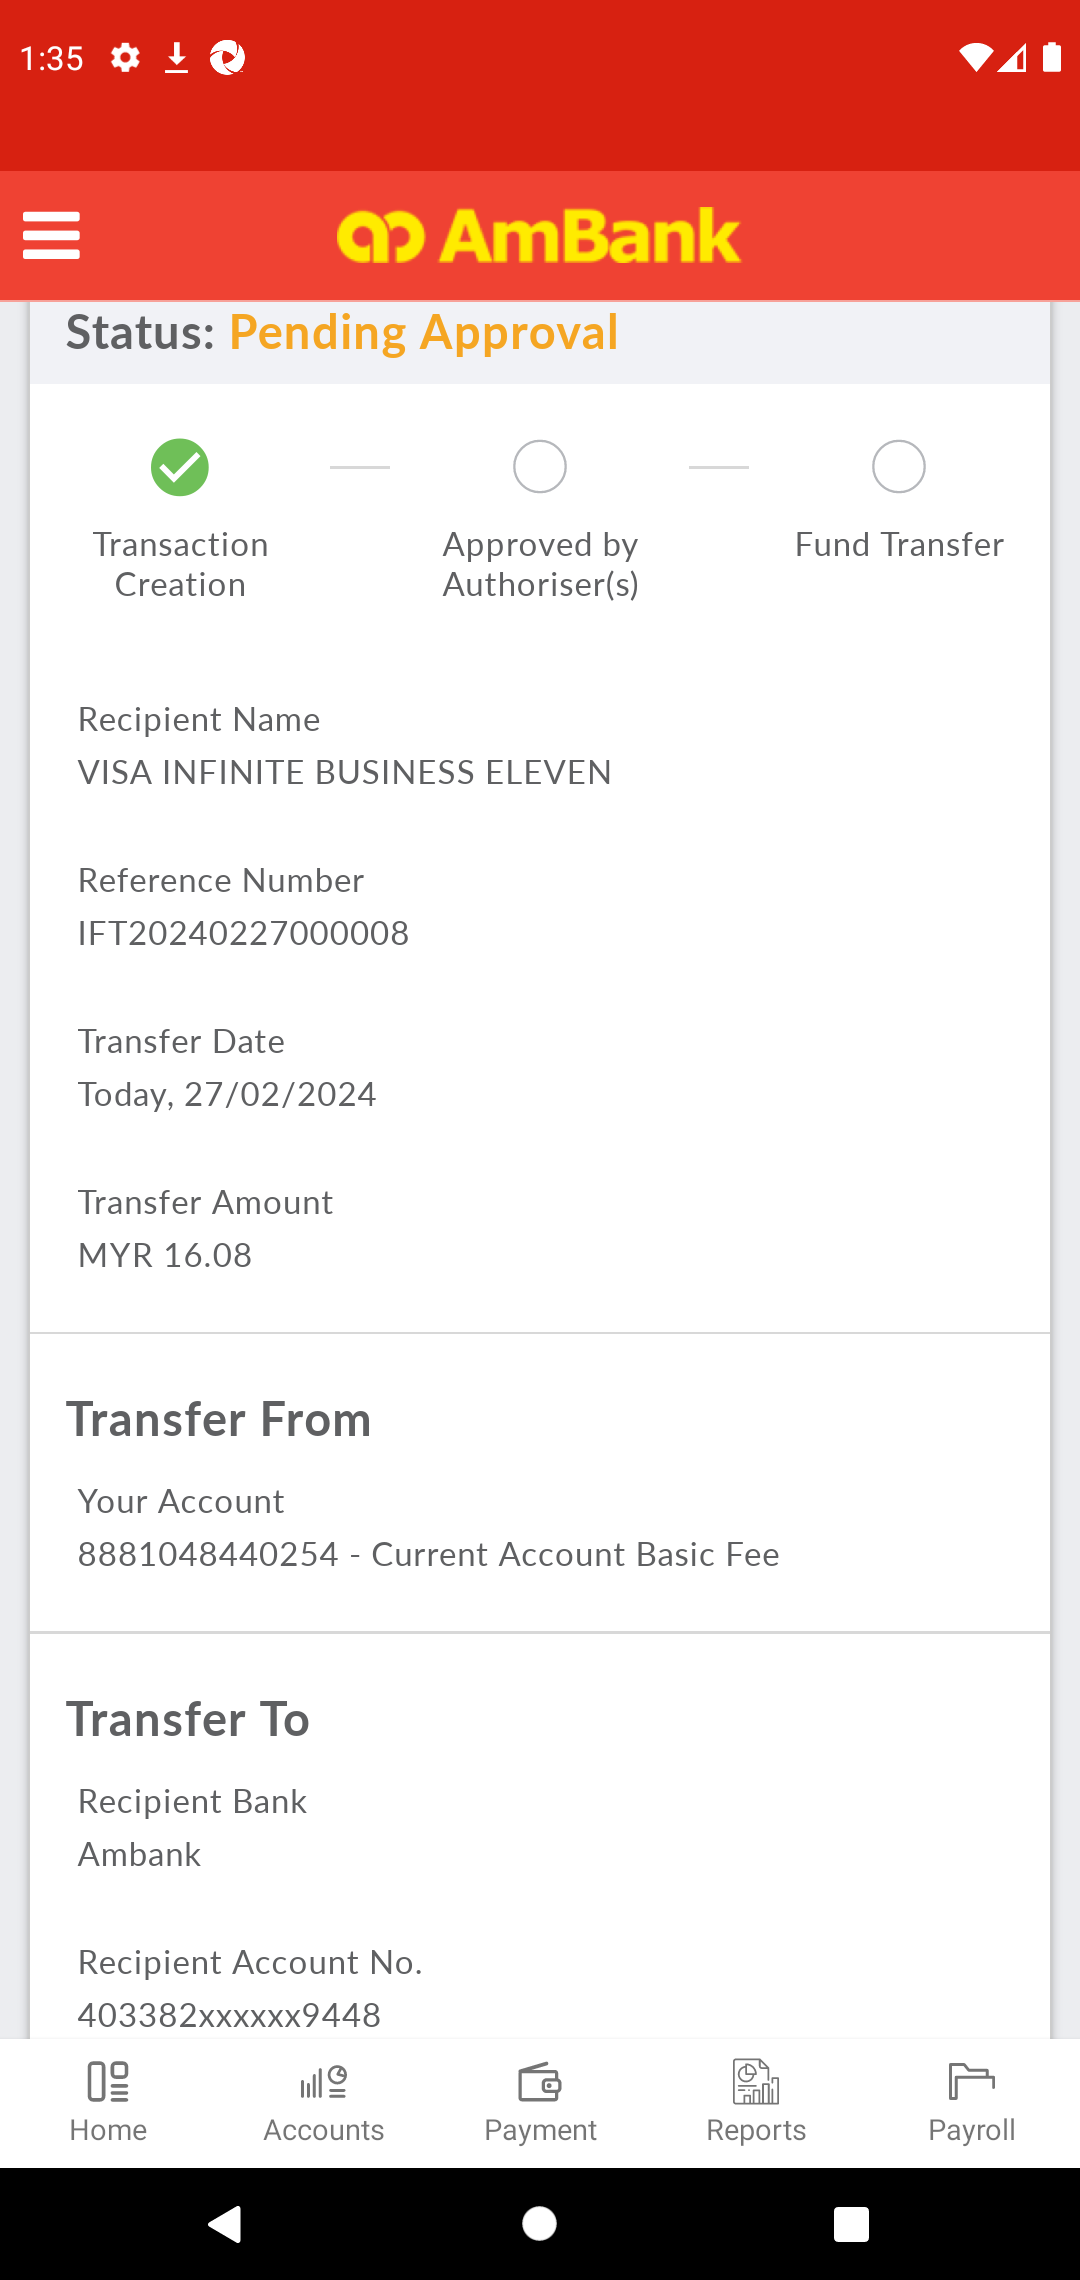 1:35
AmBank
Status: Pending Approval
Transaction
Creation
Approved by
Authoriser(s)
Fund Transfer
Recipient Name
VISA INFINITE BUSINESS ELEVEN
Reference Number
IFT20240227000008
Transfer Date
Today, 27/02/2024
Transfer Amount
MYR 16.08
Transfer From
Your Account
8881048440254 - Current Account Basic Fee
Transfer To
Recipient Bank
Ambank
Recipient Account No.
403382xxxxxx9448
Home
Accounts
Payment
Reports
Payroll